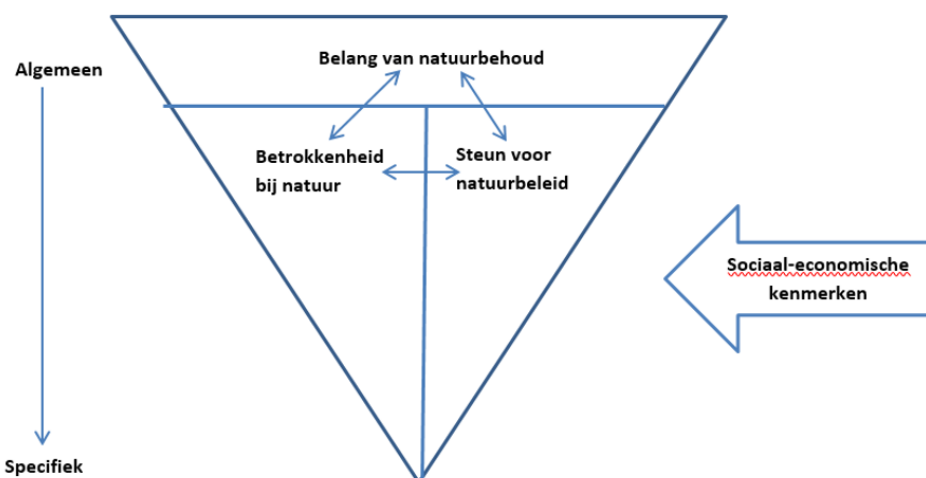 Belang van natuurbehoud
Algemeen
Betrokkenheid
bij natuur
Steun voor
natuurbeleid
Sociaal-economische
kenmerken
Specifiek